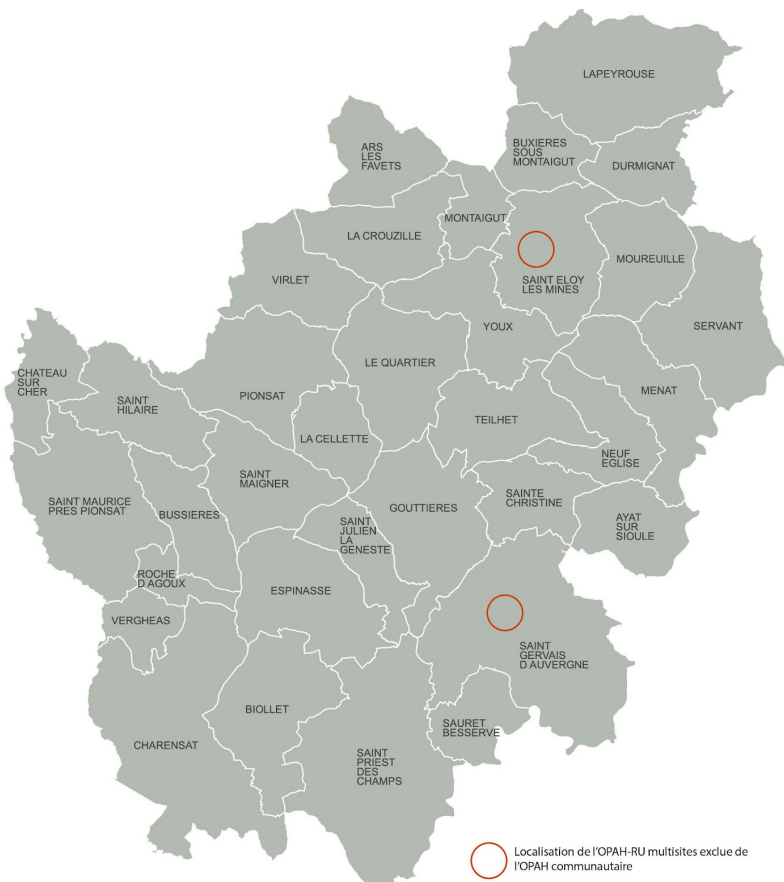 LAPEYROUSE
ARS
LES
FAVETS
BUXIERES
SOUS
MONTAIGUT
DURMIGNAT
MONTAIGUT
LA CROUZILLE
MOUREUILLE
VIRLET
SAINT ELOY
LES MINES
SERVANT
YOUX
LE QUARTIER
CHATEAU
SUR
CHER
MENAT
PIONSAT
SAINT
HILAIRE
TEILHET
LA CELLETTE
NEUF
EGLISE
SAINT
MAIGNER
SAINT MAURICE
PRES PIONSAT
SAINTE
CHRISTINE
GOUTTIERES
BUSSIERES
AYAT
SUR
SIOULE
SAINT
JULIEN
LA
GENESTE
ROCHE
D AGOUX
ESPINASSE
VERGHEAS
SAINT
GERVAIS
D AUVERGNE
BIOLLET
SAURET
BESSERVE
CHARENSAT
SAINT
PRIEST
DES
CHAMPS
Localisation de l'OPAH-RU multisites exclue de
l'OPAH communautaire